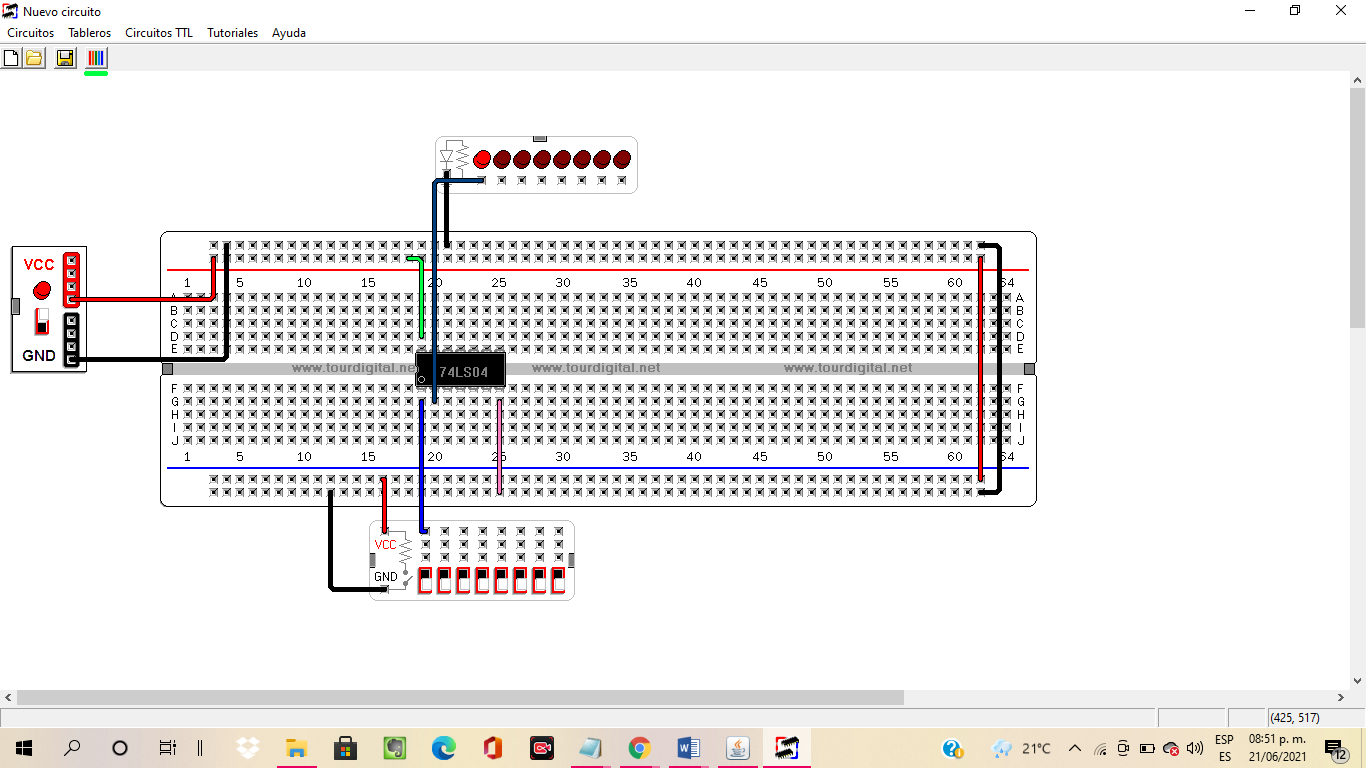 Nuevo circuito
Circuitos Tableros Circuitos TTL Tutoriales Ayuda
VCC
GND
1 5 10 15 20 25 30 35 40 45 50 55 60 64
A A
B B
C C
D D
E E
www.tourdigital.net www.tourdigital.net www.tourdigital.net
74LS04
F F
G G
H H
I I
J J
1 5 10 15 20 25 30 35 40 45 50 55 60 64
VCC
GND
(425, 517)
21°C
ESP
ES
08:51 p. m.
21/06/2021
12